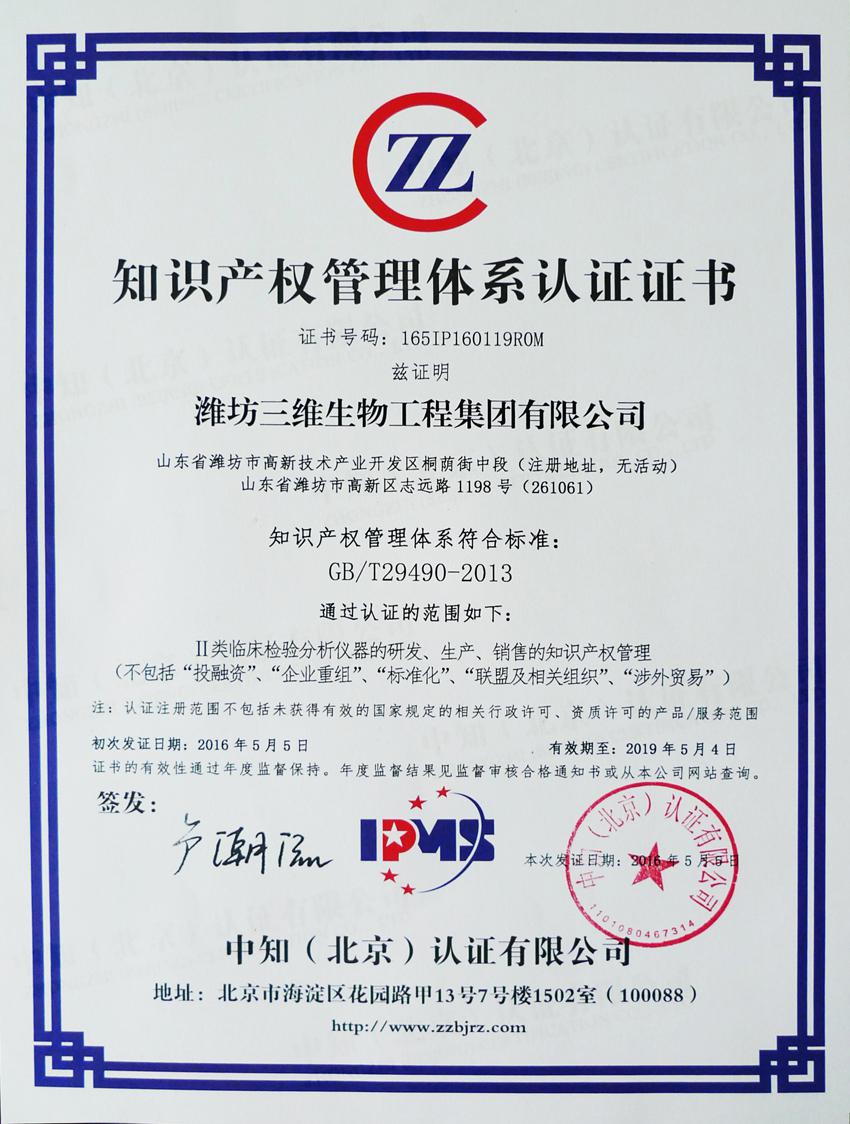 ZZ
知识产权管理体系认证证书
证书号码：165IP160119R0M
兹证明
潍坊三维生物工程集团有限公司
山东省潍坊市高新技术产业开发区桐荫街中段（注册地址，无活动）
山东省潍坊市高新区志远路 1198 号（261061）
知识产权管理体系符合标准：
GB/T29490-2013
通过认证的范围如下：
II类临床检验分析仪器的研发、生产、销售的知识产权管理
（不包括“投融资”、“企业重组”、“标准化”、“联盟及相关组织”、“涉外贸易”）
注：认证注册范围不包括未获得有效的国家规定的相关行政许可、资质许可的产品/服务范围
初次发证日期：2016 年 5 月 5 日
有效期至：2019 年 5 月 4 日
证书的有效性通过年度监督保持。年度监督结果见监督审核合格通知书或从本公司网站查询。
签发：
IPMS
本次发证日期：2016 年 5 月 5 日
中知（北京）认证有限公司
1101080467314
中知（北京）认证有限公司
地址：北京市海淀区花园路甲13号7号楼1502室（100088）
http://www.zzbjrz.com